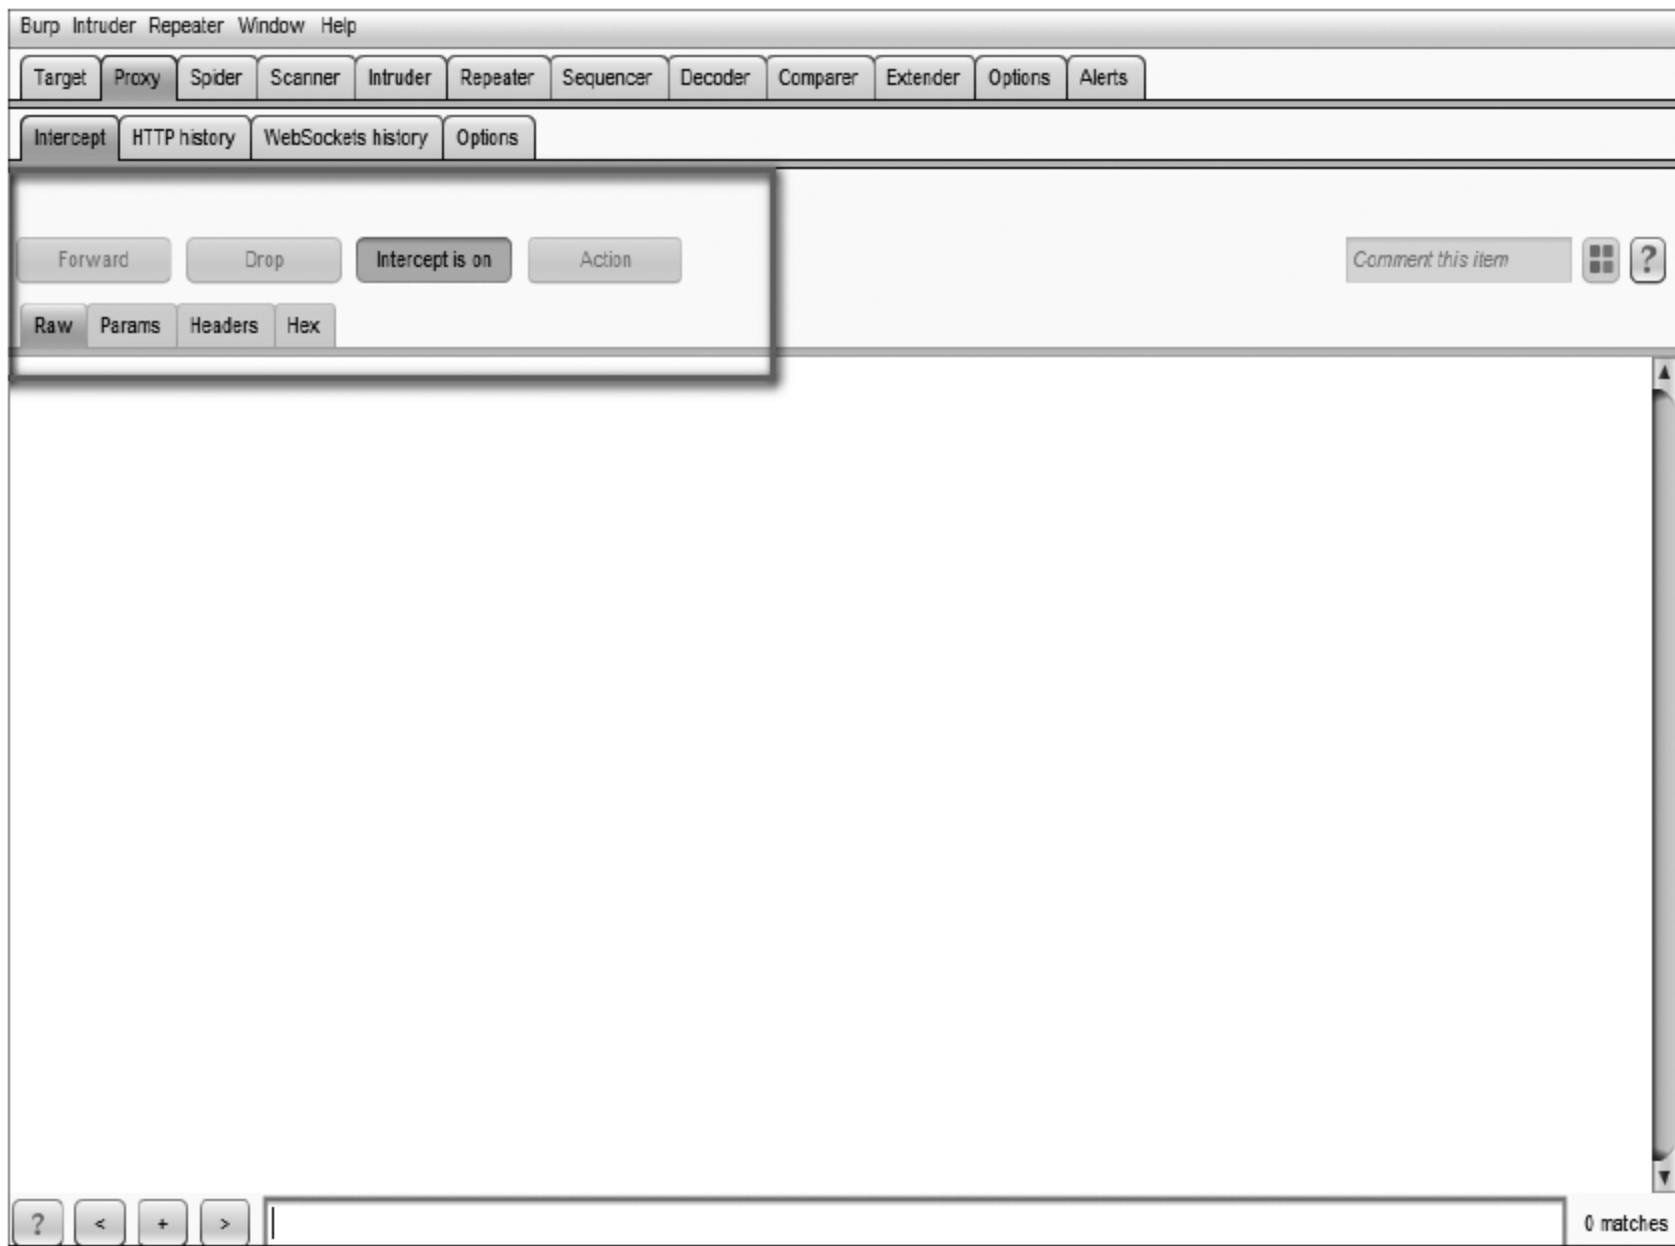 Burp Intruder Repeater Window Help
Target Proxy Spider Scanner Intruder Repeater Sequencer Decoder Comparer Extender Options Alerts
Intercept HTTP history WebSockets history Options
Forward Drop Intercept is on Action Comment this item ?
Raw Params Headers Hex
? < + > 0 matches